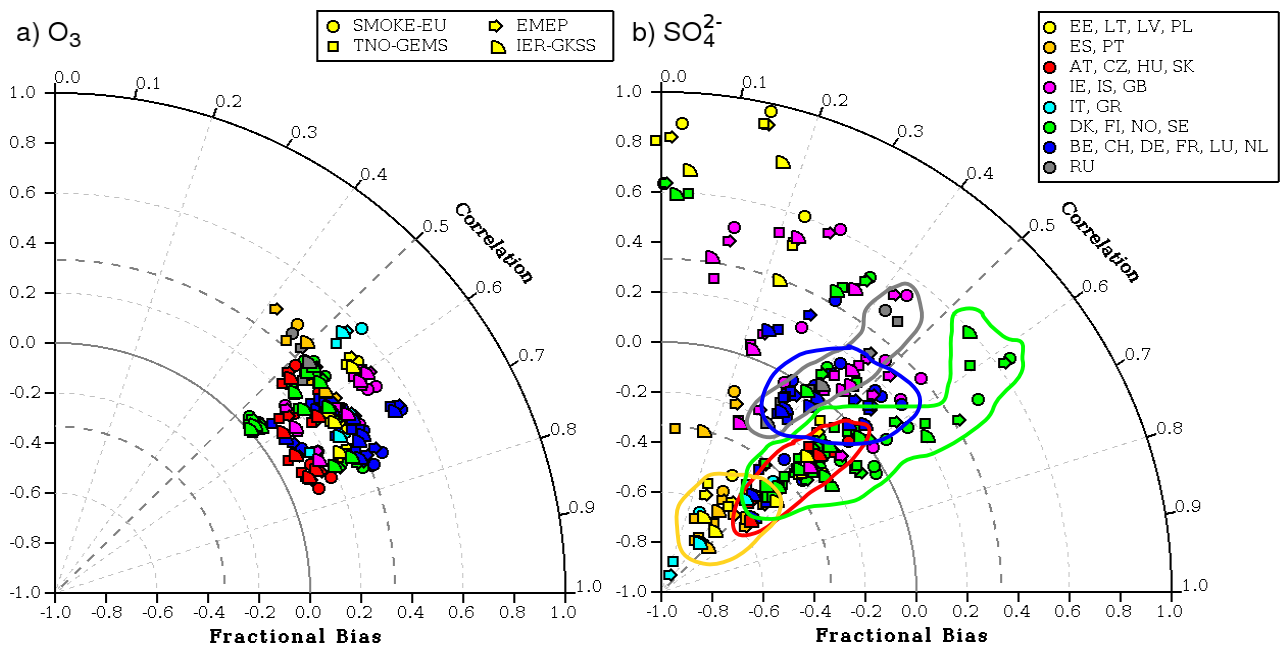 a) O3
SMOKE-EU
EMEP
TNO-GEMS
IER-GKSS
b) SO4 2-
EE, LT, LV, PL
ES, PT
AT, CZ, HU, SK
IE, IS, GB
IT, GR
DK, FI, NO, SE
BE, CH, DE, FR, LU, NL
RU
0.0
0.1
0.2
0.3
0.4
0.5
0.6
0.7
0.8
0.9
1.0
Correlation
1.0
0.8
0.6
0.4
0.2
0.0
-0.2
-0.4
-0.6
-0.8
-1.0
-1.0 -0.8 -0.6 -0.4 -0.2 0.0 0.2 0.4 0.6 0.8 1.0
Fractional Bias
0.0
0.1
0.2
0.3
0.4
0.5
0.6
0.7
0.8
0.9
1.0
Correlation
1.0
0.8
0.6
0.4
0.2
0.0
-0.2
-0.4
-0.6
-0.8
-1.0
-1.0 -0.8 -0.6 -0.4 -0.2 0.0 0.2 0.4 0.6 0.8 1.0
Fractional Bias